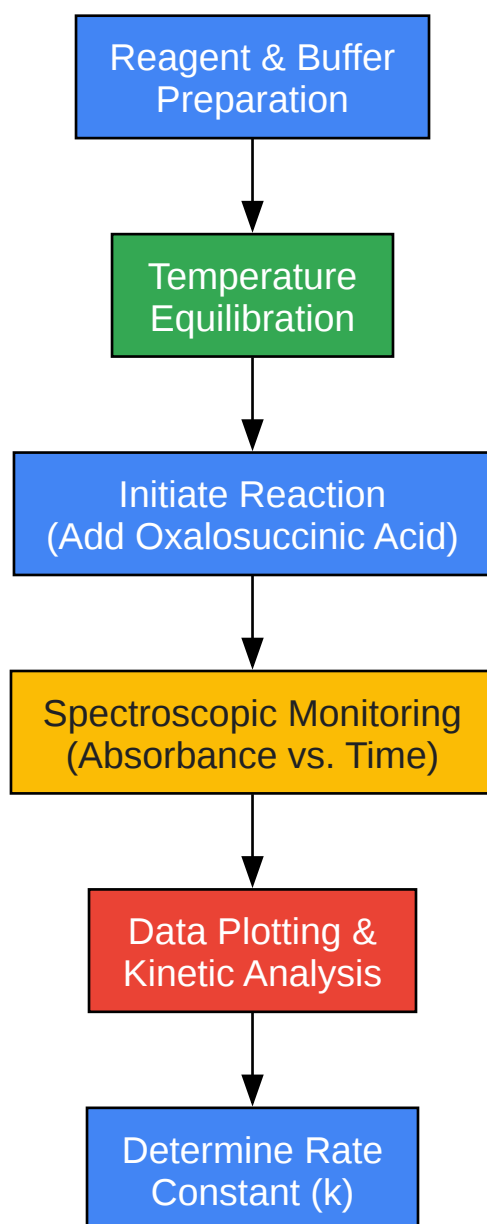 Reagent & Buffer
Preparation
Temperature
Equilibration
Initiate Reaction
(Add Oxalosuccinic Acid)
Spectroscopic Monitoring
(Absorbance vs. Time)
Data Plotting &
Kinetic Analysis
Determine Rate
Constant (k)